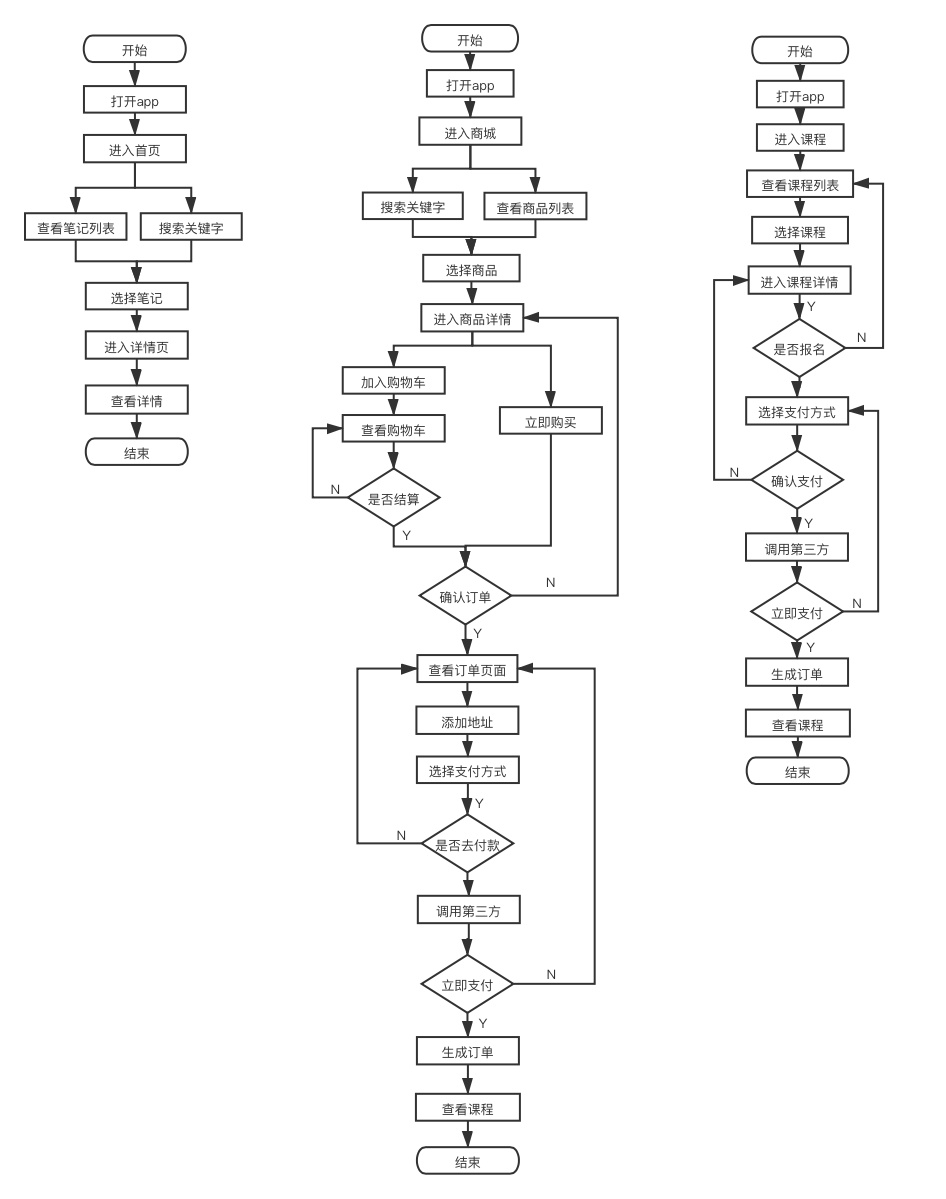 开始
打开app
进入首页
查看笔记列表
搜索关键字
选择笔记
进入详情页
查看详情
结束
开始
打开app
进入商城
搜索关键字
查看商品列表
选择商品
进入商品详情
加入购物车
查看购物车
立即购买
N
是否结算
Y
确认订单
N
Y
查看订单页面
添加地址
选择支付方式
Y
N
是否去付款
调用第三方
立即支付
N
Y
生成订单
查看课程
结束
开始
打开app
进入课程
查看课程列表
选择课程
进入课程详情
Y
N
是否报名
选择支付方式
N
确认支付
Y
调用第三方
立即支付
N
Y
生成订单
查看课程
结束